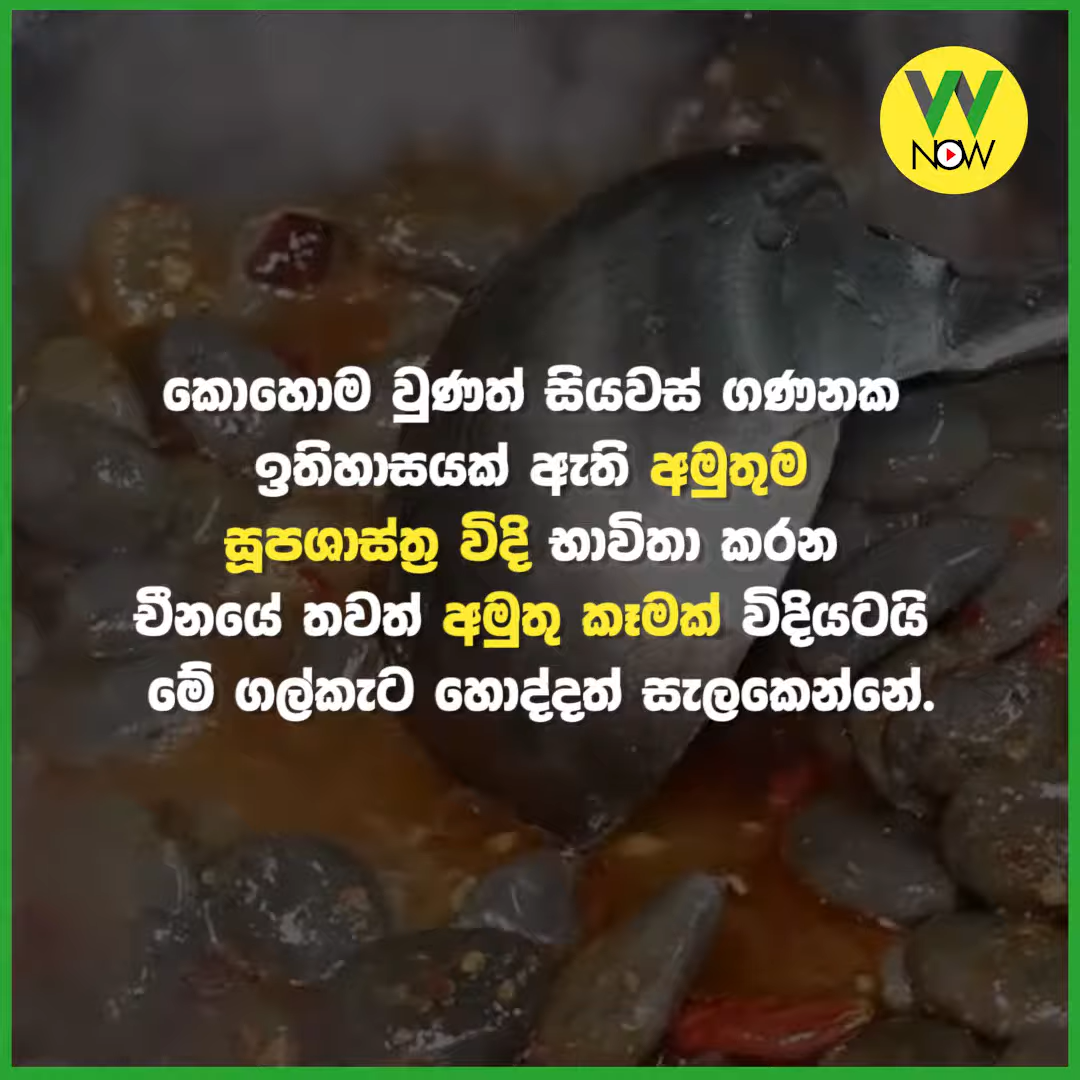 W
NOW
කොහොම වුණත් සියවස් ගණනක
ඉතිහාසයක් ඇති අමුතුම
සූපශාස්ත්‍ර විදි භාවිතා කරන
චීනයේ තවත් අමුතු කෑමක් විදියටයි
මේ ගල්කැට හොද්දත් සැලකෙන්නේ.